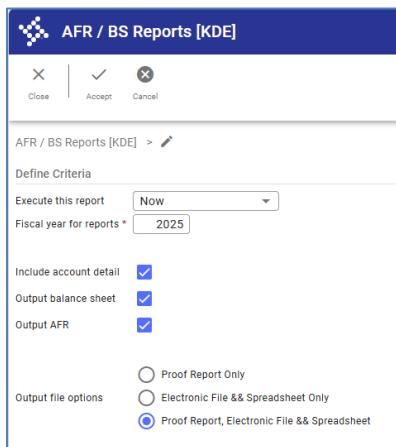 AFR / BS Reports [KDE]
Close Accept Cancel
AFR / BS Reports [KDE] >
Define Criteria
Execute this report Now
Fiscal year for reports * 2025
Include account detail
Output balance sheet
Output AFR
Proof Report Only
Output file options Electronic File && Spreadsheet Only
Proof Report, Electronic File && Spreadsheet